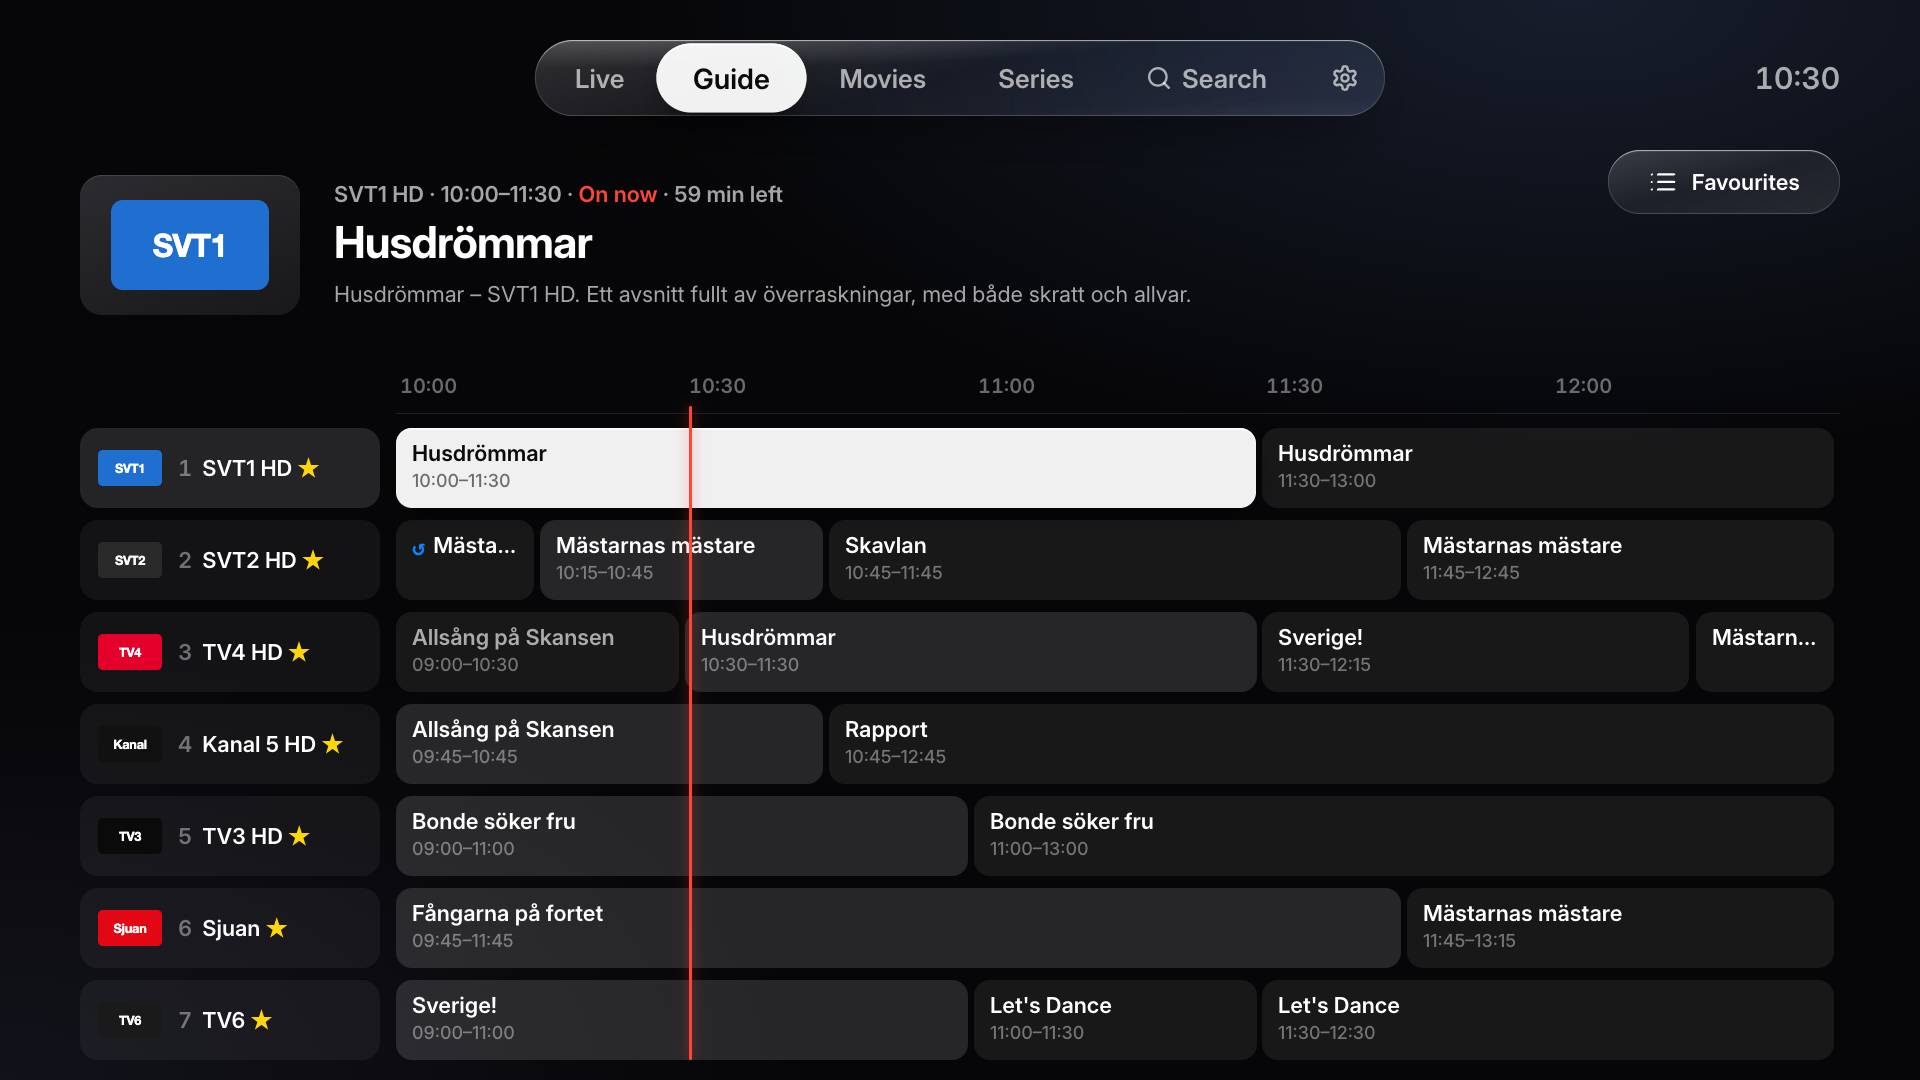 Live Guide Movies Series Search 10:30
Favourites
SVT1
SVT1 HD · 10:00–11:30 · On now · 59 min left
Husdrömmar
Husdrömmar – SVT1 HD. Ett avsnitt fullt av överraskningar, med både skratt och allvar.
10:00 10:30 11:00 11:30 12:00
SVT1 1 SVT1 HD ★ Husdrömmar Husdrömmar
10:00–11:30 11:30–13:00
SVT2 2 SVT2 HD ★ ↺ Mästa... Mästarnas mästare Skavlan Mästarnas mästare
10:15–10:45 10:45–11:45 11:45–12:45
TV4 3 TV4 HD ★ Allsång på Skansen Husdrömmar Sverige! Mästarn...
09:00–10:30 10:30–11:30 11:30–12:15
Kanal 4 Kanal 5 HD ★ Allsång på Skansen Rapport
09:45–10:45 10:45–12:45
TV3 5 TV3 HD ★ Bonde söker fru Bonde söker fru
09:00–11:00 11:00–13:00
Sjuan 6 Sjuan ★ Fångarna på fortet Mästarnas mästare
09:45–11:45 11:45–13:15
TV6 7 TV6 ★ Sverige! Let's Dance Let's Dance
09:00–11:00 11:00–11:30 11:30–12:30